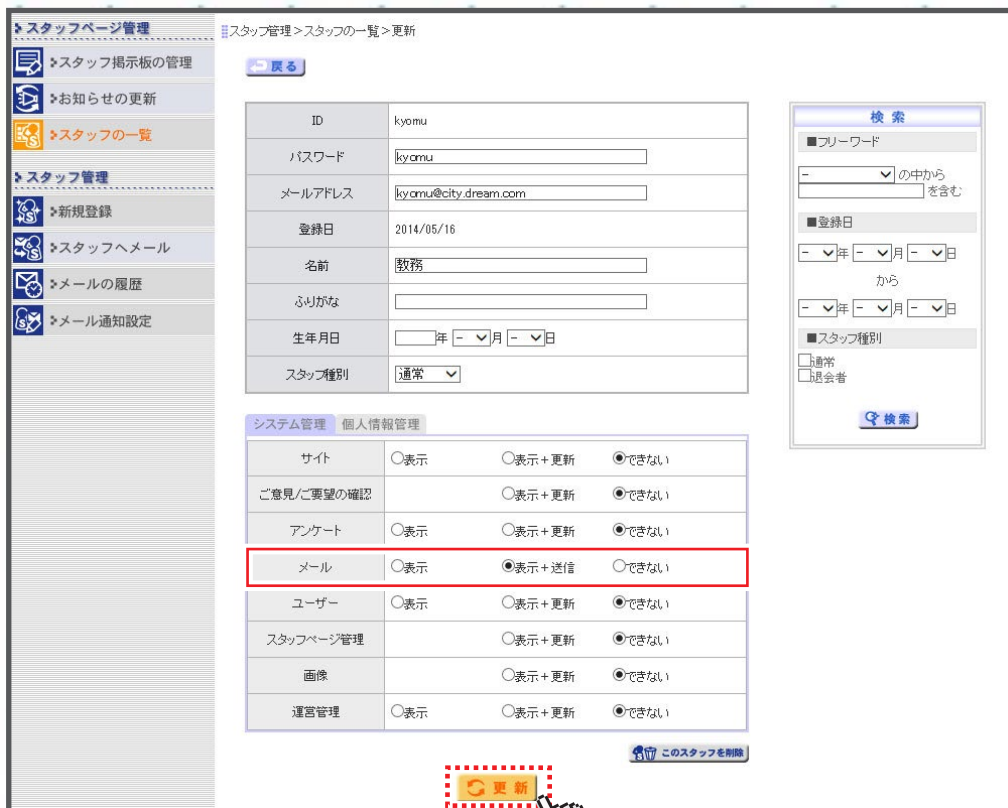 スタッフページ管理
スタッフ掲示板の管理
お知らせの更新
スタッフの一覧
スタッフ管理
新規登録
スタッフへメール
メールの履歴
メール通知設定
スタッフ管理>スタッフの一覧>更新
戻る
ID kyomu
パスワード kyomu
メールアドレス kyomu@city.dream.com
登録日 2014/05/16
名前 教務
ふりがな
生年月日 年 - 月 - 日
スタッフ種別 通常
システム管理 個人情報管理
サイト 表示 表示+更新 できない
ご意見/ご要望の確認 表示+更新 できない
アンケート 表示 表示+更新 できない
メール 表示 表示+送信 できない
ユーザー 表示 表示+更新 できない
スタッフページ管理 表示+更新 できない
画像 表示+更新 できない
運営管理 表示 表示+更新 できない
このスタッフを削除
更新
検索
■フリーワード
- の中から
を含む
■登録日
- 年 - 月 - 日
から
- 年 - 月 - 日
■スタッフ種別
通常
退会者
検索